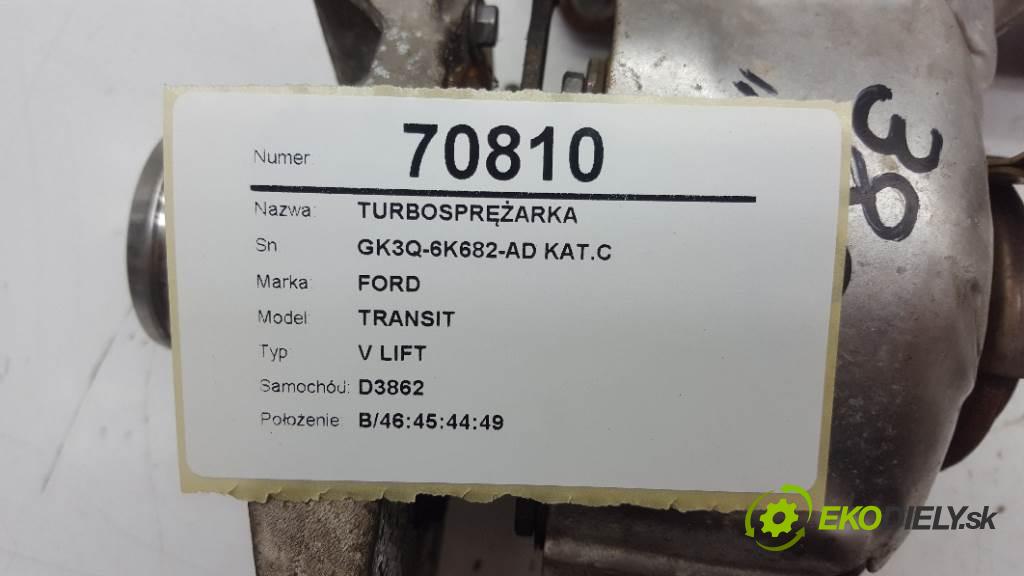 Numer: 70810
Nazwa: TURBOSPRĘŻARKA
Sn GK3Q-6K682-AD KAT.C
Marka: FORD
Model: TRANSIT
Typ V LIFT
Samochód: D3862
Położenie: B/46:45:44:49
EKODIELY.sk